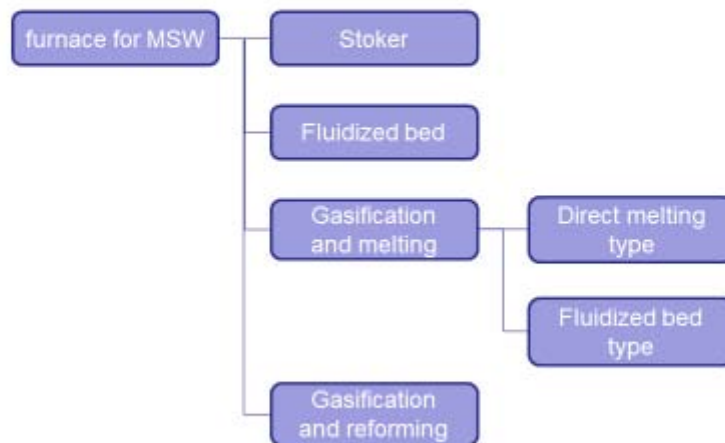 furnace for MSW
Stoker
Fluidized bed
Gasification
and melting
Direct melting
type
Fluidized bed
type
Gasification
and reforming